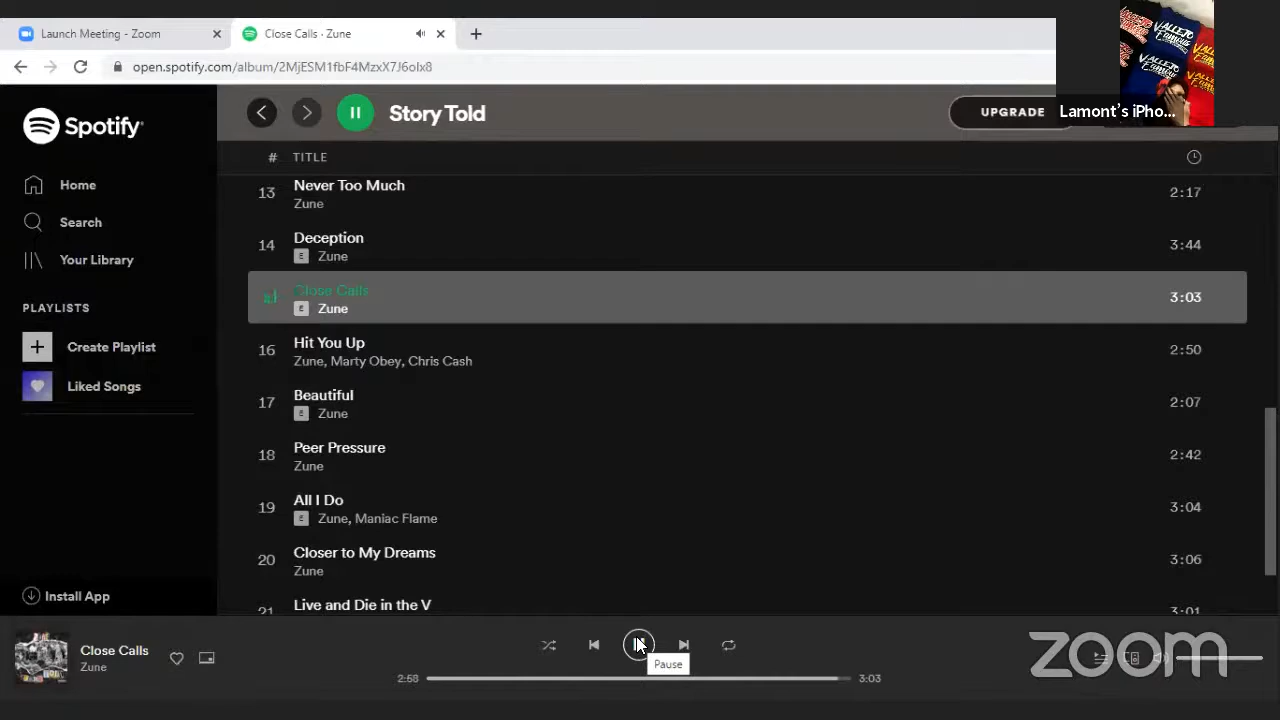 Launch Meeting - Zoom
Close Calls · Zune
open.spotify.com/album/2MjESM1fbF4MzxX7J6olx8
VALLEJO
FAMOUS
Lamont's iPho...
Spotify
Story Told
UPGRADE
# TITLE
Home
Search
Your Library
PLAYLISTS
Create Playlist
Liked Songs
Install App
13 Never Too Much 2:17
Zune
14 Deception 3:44
E Zune
Close Calls 3:03
E Zune
16 Hit You Up 2:50
Zune, Marty Obey, Chris Cash
17 Beautiful 2:07
E Zune
18 Peer Pressure 2:42
Zune
19 All I Do 3:04
E Zune, Maniac Flame
20 Closer to My Dreams 3:06
Zune
21 Live and Die in the V 3:01
Close Calls
Zune
Pause
2:58
3:03
zoom